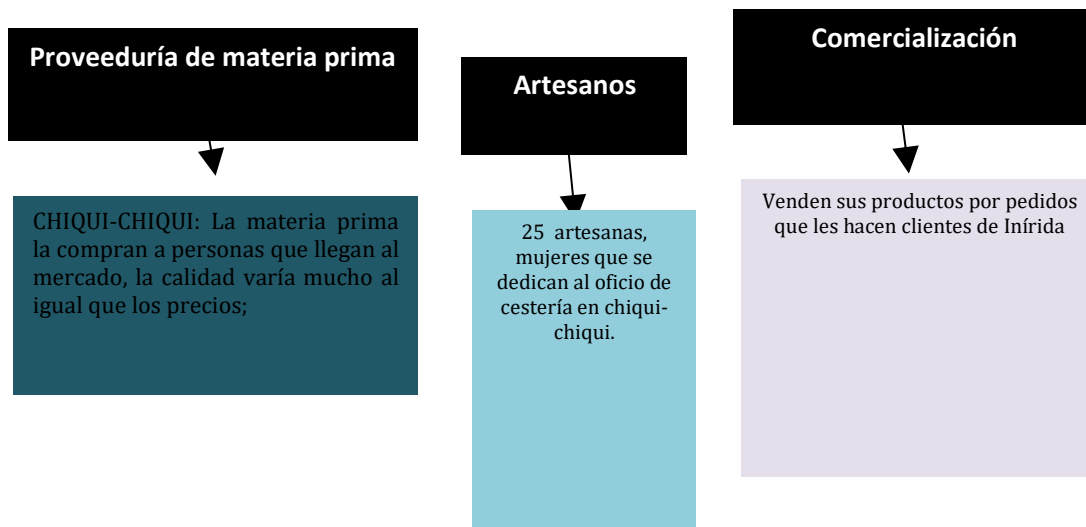 Proveeduría de materia prima
CHIQUI-CHIQUI: La materia prima
la compran a personas que llegan al
mercado, la calidad varía mucho al
igual que los precios;
Artesanos
25 artesanas,
mujeres que se
dedican al oficio de
cestería en chiqui-
chiqui.
Comercialización
Venden sus productos por pedidos
que les hacen clientes de Inírida